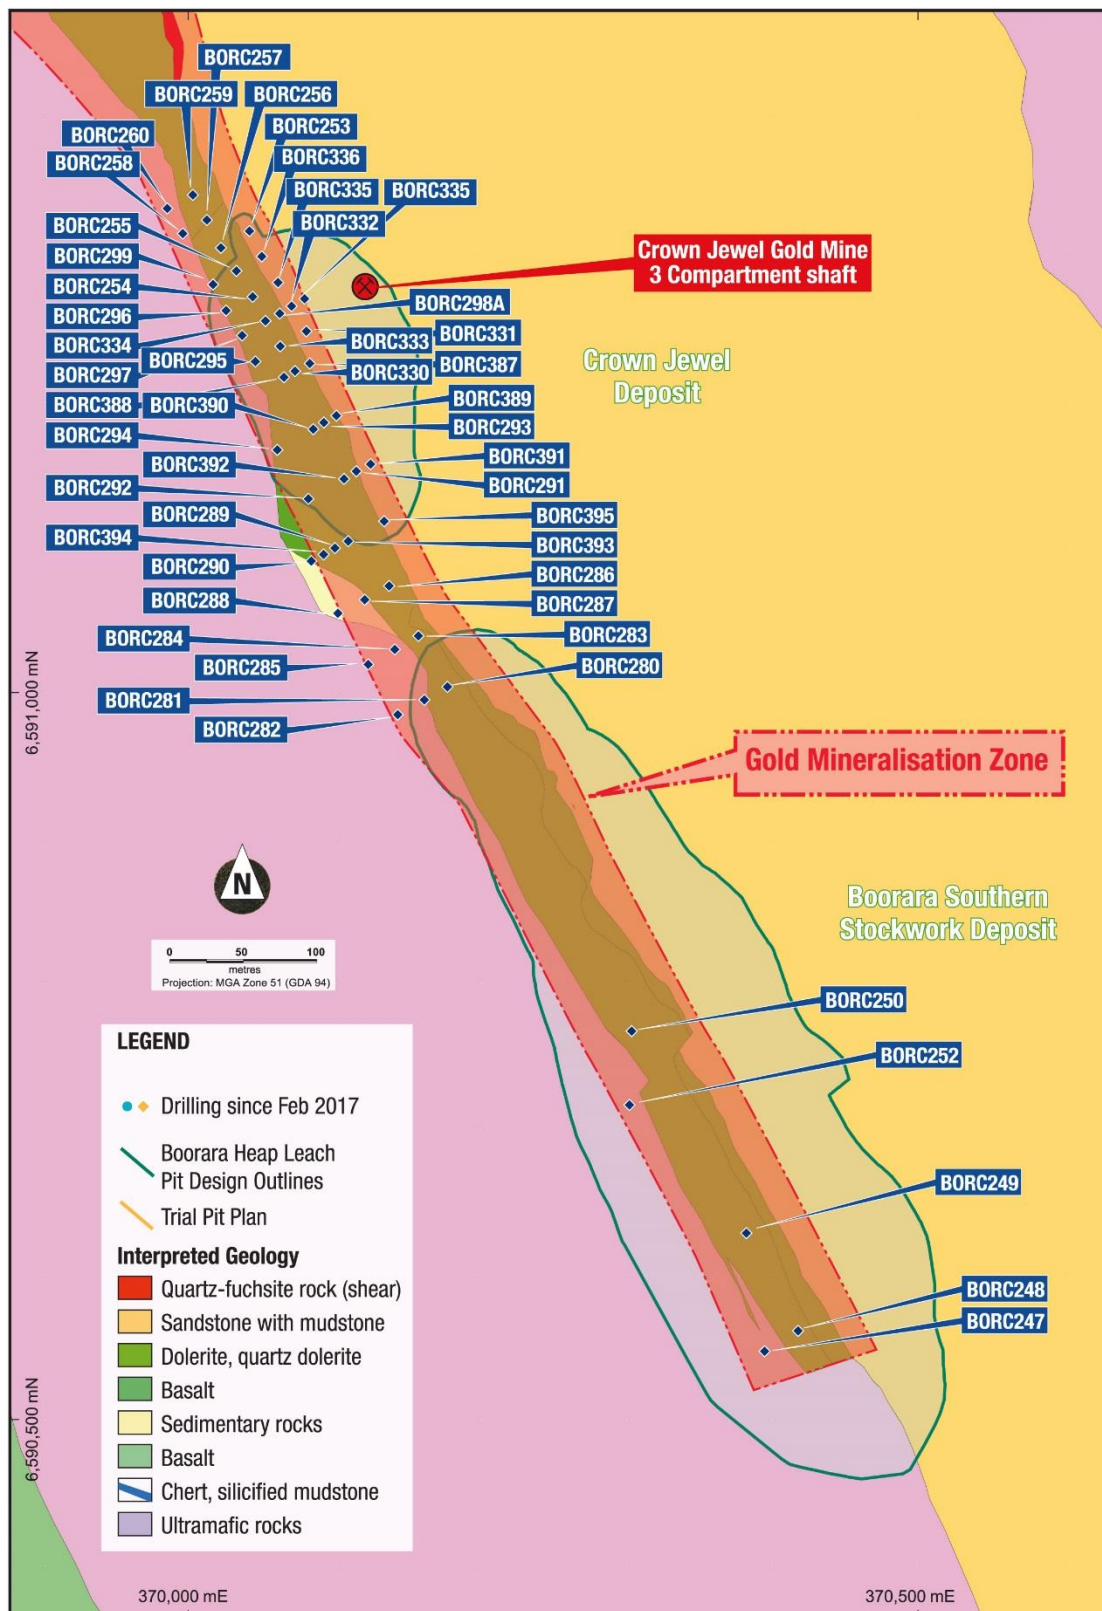 BORC257
BORC259
BORC256
BORC260
BORC253
BORC258
BORC336
BORC335
BORC335
BORC255
BORC332
BORC299
Crown Jewel Gold Mine
3 Compartment shaft
BORC254
BORC298A
BORC296
BORC331
BORC334
BORC333
BORC295
BORC387
BORC297
BORC330
Crown Jewel
Deposit
BORC388
BORC390
BORC389
BORC294
BORC293
BORC392
BORC391
BORC292
BORC291
BORC289
BORC395
BORC394
BORC393
BORC290
BORC286
BORC288
BORC287
BORC284
BORC283
BORC285
BORC280
BORC281
BORC282
6,591,000 mN
Gold Mineralisation Zone
N
Boorara Southern
Stockwork Deposit
0 50 100
metres
Projection: MGA Zone 51 (GDA 94)
BORC250
BORC252
BORC249
BORC248
BORC247
LEGEND
Drilling since Feb 2017
Boorara Heap Leach
Pit Design Outlines
Trial Pit Plan
Interpreted Geology
Quartz-fuchsite rock (shear)
Sandstone with mudstone
Dolerite, quartz dolerite
Basalt
Sedimentary rocks
Basalt
Chert, silicified mudstone
Ultramafic rocks
6,590,500 mN
370,000 mE
370,500 mE